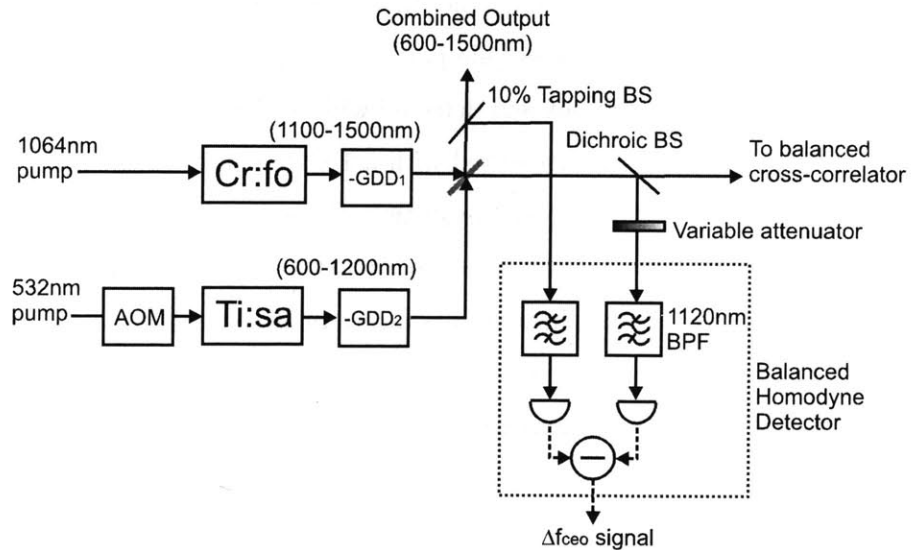 Combined Output
(600-1500nm)
10% Tapping BS
(1100-1500nm)
Dichroic BS
1064nm
pump
Cr:fo
-GDD₁
To balanced
cross-correlator
Variable attenuator
(600-1200nm)
532nm
pump
AOM
Ti:sa
-GDD₂
1120nm
BPF
Balanced
Homodyne
Detector
Δfceo signal